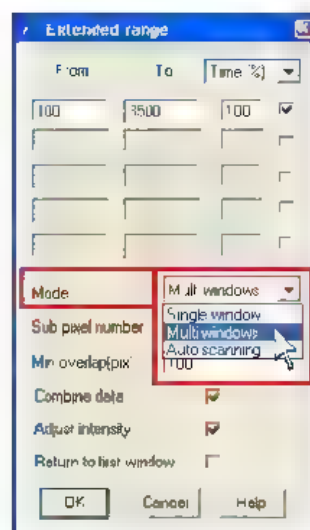 Extended range
From To Time %)
100 3500 100
Mode Multi windows
Single window
Sub pixel number Multi windows
Auto scanning
Min overlap(pix) 100
Combine data
Adjust intensity
Return to first window
OK Cancel Help